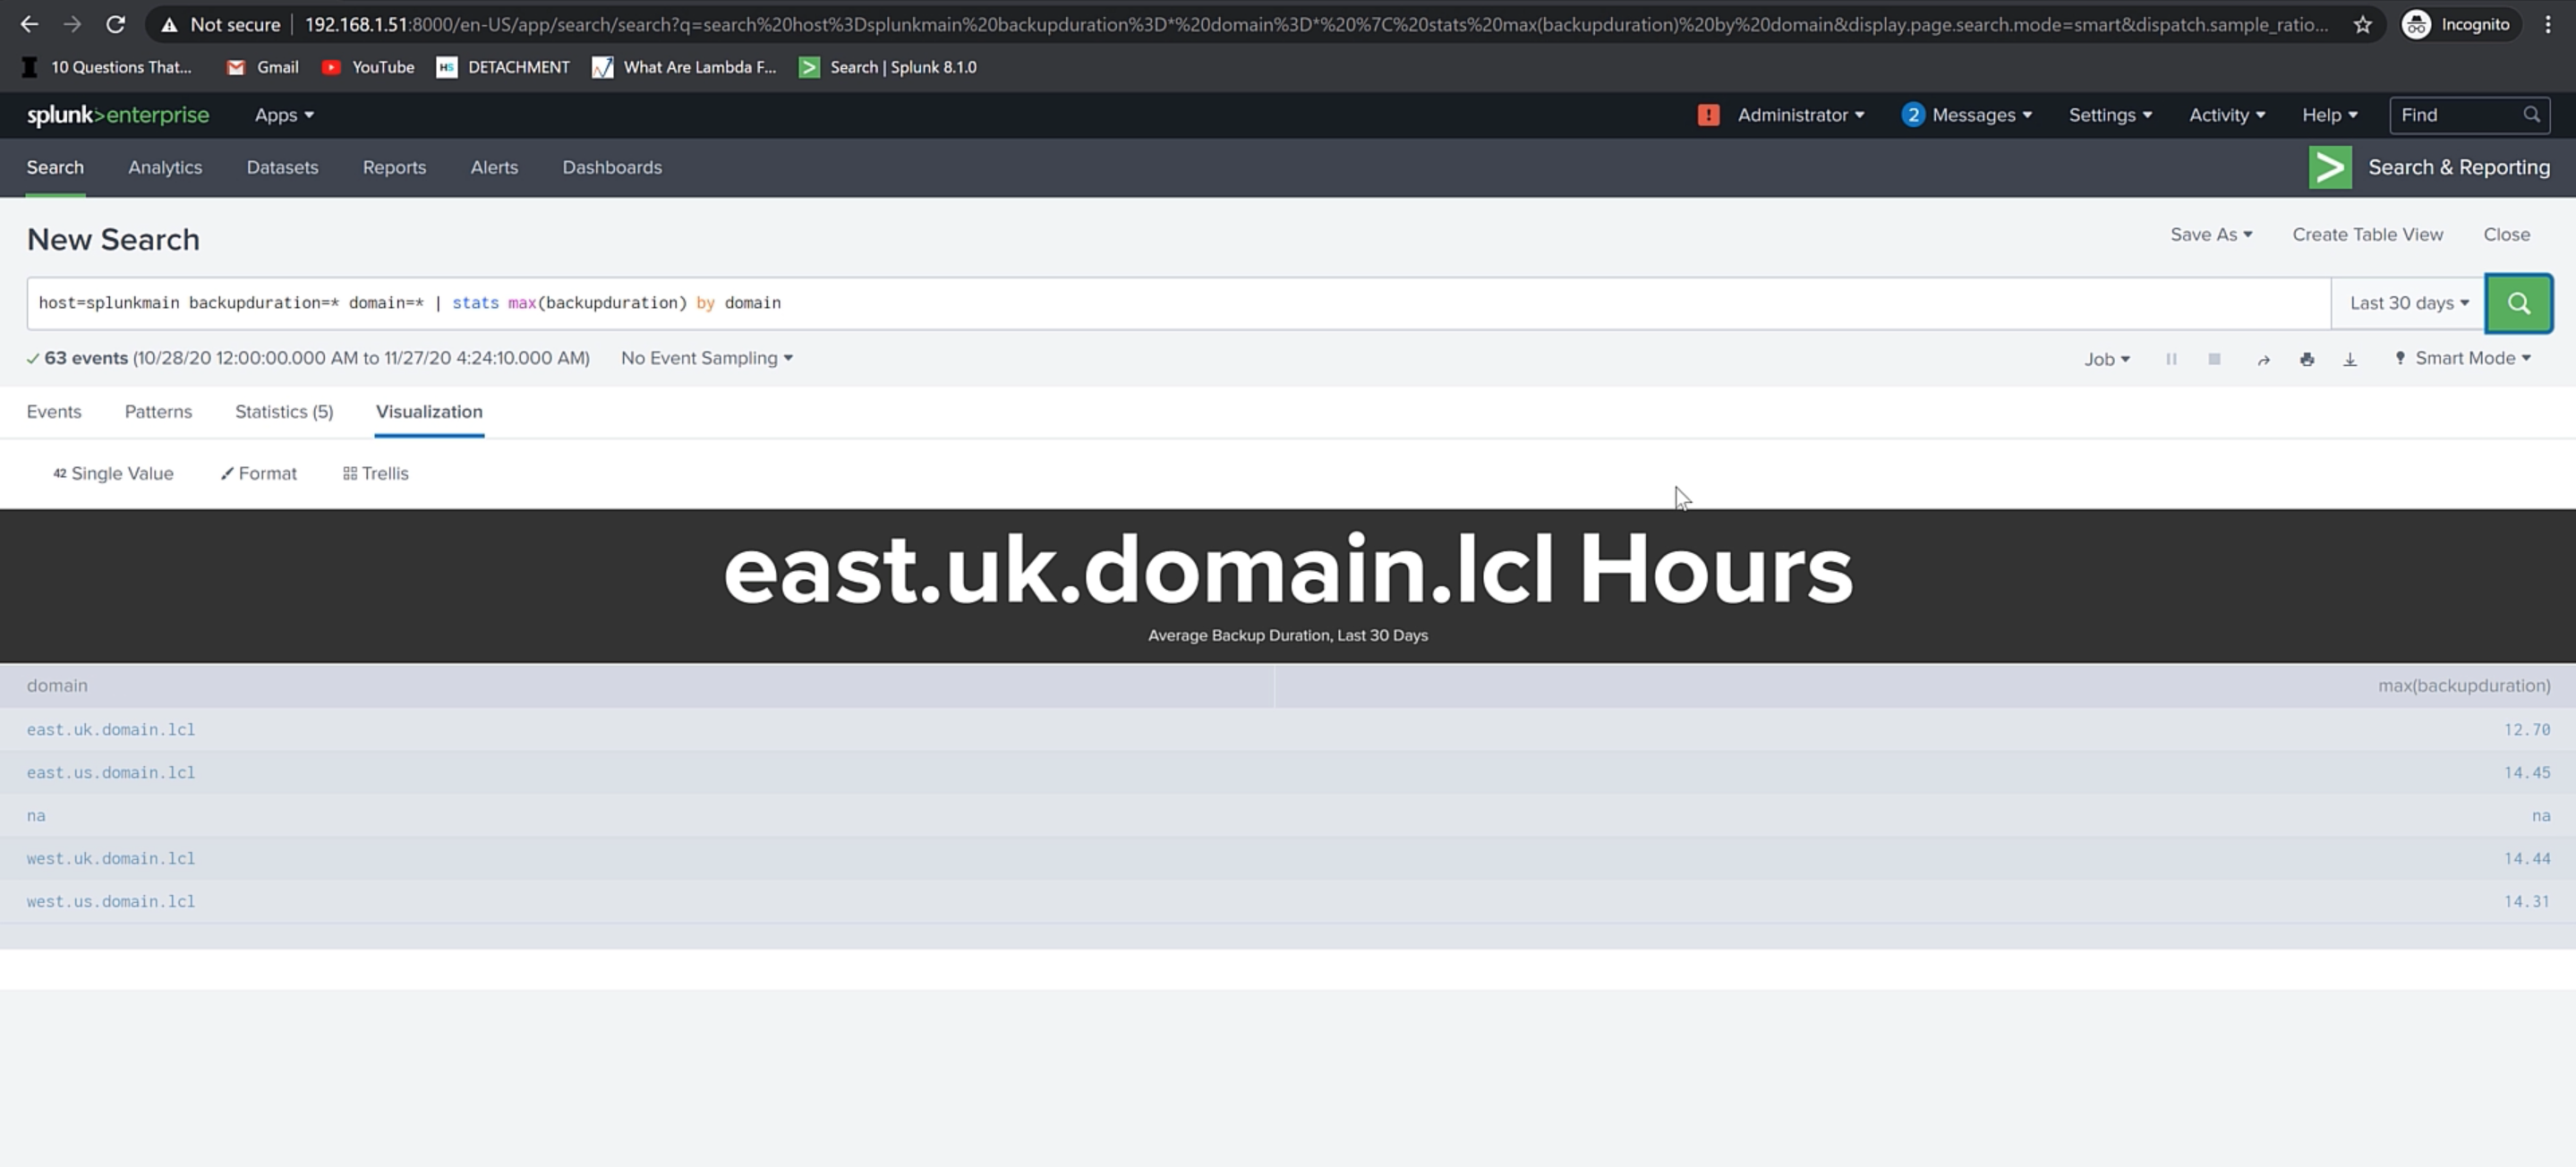 Not secure | 192.168.1.51:8000/en-US/app/search/search?q=search%20host%3Dsplunkmain%20backupduration%3D*%20domain%3D*%20%7C%20stats%20max(backupduration)%20by%20domain&display.page.search.mode=smart&dispatch.sample_ratio... Incognito
10 Questions That... Gmail YouTube HS DETACHMENT What Are Lambda F... Search | Splunk 8.1.0
splunk>enterprise Apps ! Administrator 2 Messages Settings Activity Help Find
Search Analytics Datasets Reports Alerts Dashboards > Search & Reporting
New Search Save As Create Table View Close
host=splunkmain backupduration=* domain=* | stats max(backupduration) by domain Last 30 days
✓ 63 events (10/28/20 12:00:00.000 AM to 11/27/20 4:24:10.000 AM) No Event Sampling Job Smart Mode
Events Patterns Statistics (5) Visualization
42 Single Value Format Trellis
east.uk.domain.lcl Hours
Average Backup Duration, Last 30 Days
domain max(backupduration)
east.uk.domain.lcl 12.70
east.us.domain.lcl 14.45
na na
west.uk.domain.lcl 14.44
west.us.domain.lcl 14.31